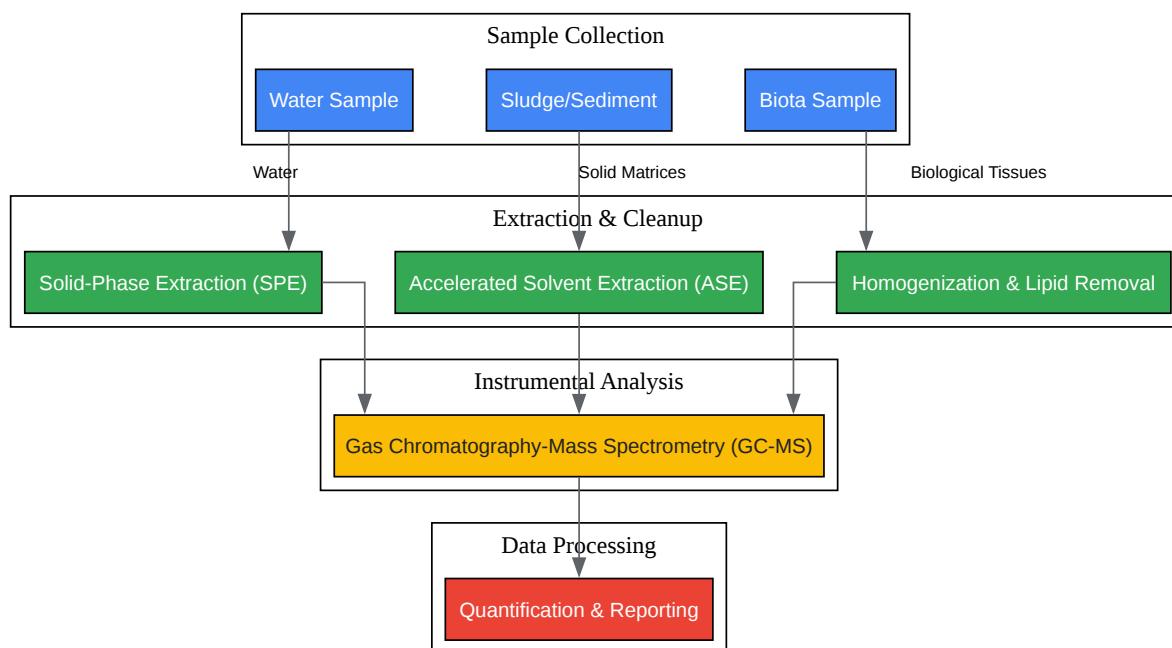 Sample Collection
Water Sample
Sludge/Sediment
Biota Sample
Water
Solid Matrices
Biological Tissues
Extraction & Cleanup
Solid-Phase Extraction (SPE)
Accelerated Solvent Extraction (ASE)
Homogenization & Lipid Removal
Instrumental Analysis
Gas Chromatography-Mass Spectrometry (GC-MS)
Data Processing
Quantification & Reporting